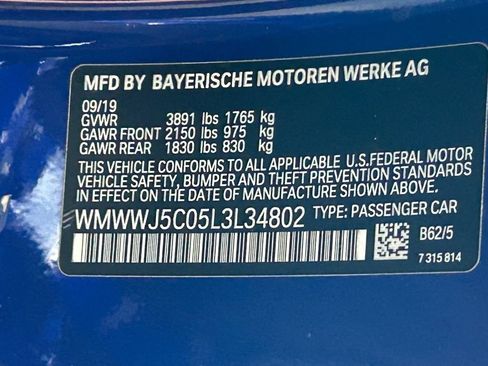 MFD BY BAYERISCHE MOTOREN WERKE AG
09/19
GVWR 3891 lbs 1765 kg
GAWR FRONT 2150 lbs 975 kg
GAWR REAR 1830 lbs 830 kg
THIS VEHICLE CONFORMS TO ALL APPLICABLE U.S.FEDERAL MOTOR
VEHICLE SAFETY, BUMPER AND THEFT PREVENTION STANDARDS
IN EFFECT ON THE DATE OF MANUFACTURE SHOWN ABOVE.
WMWWJ5C05L3L34802 TYPE: PASSENGER CAR
B62/5
7 315 814